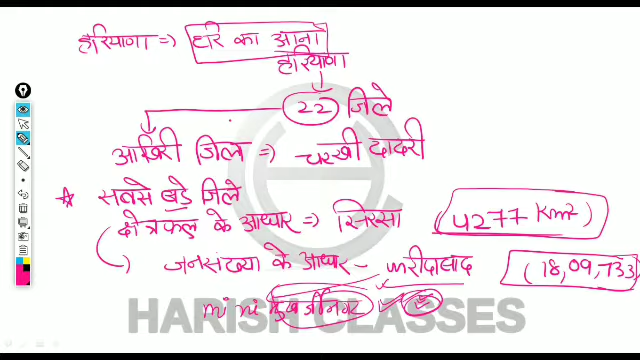 हरियाणा => हरि का आना
हरियाणा
22 जिले
आखिरी जिला => चरखी दादरी
* सबसे बड़े जिले
क्षेत्रफल के आधार => सिरसा (4277 Km²)
जनसंख्या के आधार - फरीदाबाद (18,09,733)
mini
HARISH CLASSES